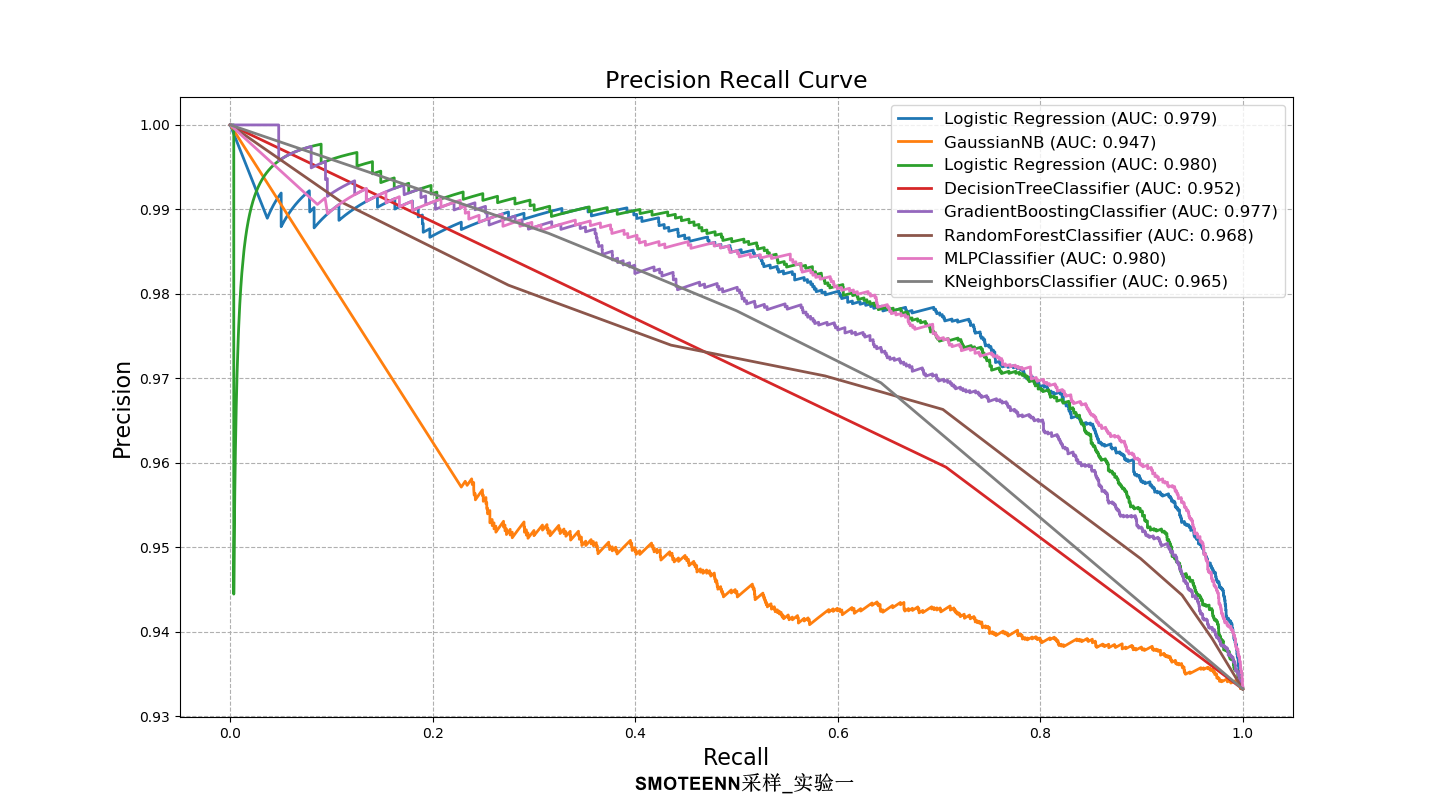 Precision Recall Curve
Logistic Regression (AUC: 0.979)
GaussianNB (AUC: 0.947)
Logistic Regression (AUC: 0.980)
DecisionTreeClassifier (AUC: 0.952)
GradientBoostingClassifier (AUC: 0.977)
RandomForestClassifier (AUC: 0.968)
MLPClassifier (AUC: 0.980)
KNeighborsClassifier (AUC: 0.965)
Precision
1.00
0.99
0.98
0.97
0.96
0.95
0.94
0.93
0.0 0.2 0.4 0.6 0.8 1.0
Recall
SMOTEENN采样_实验一